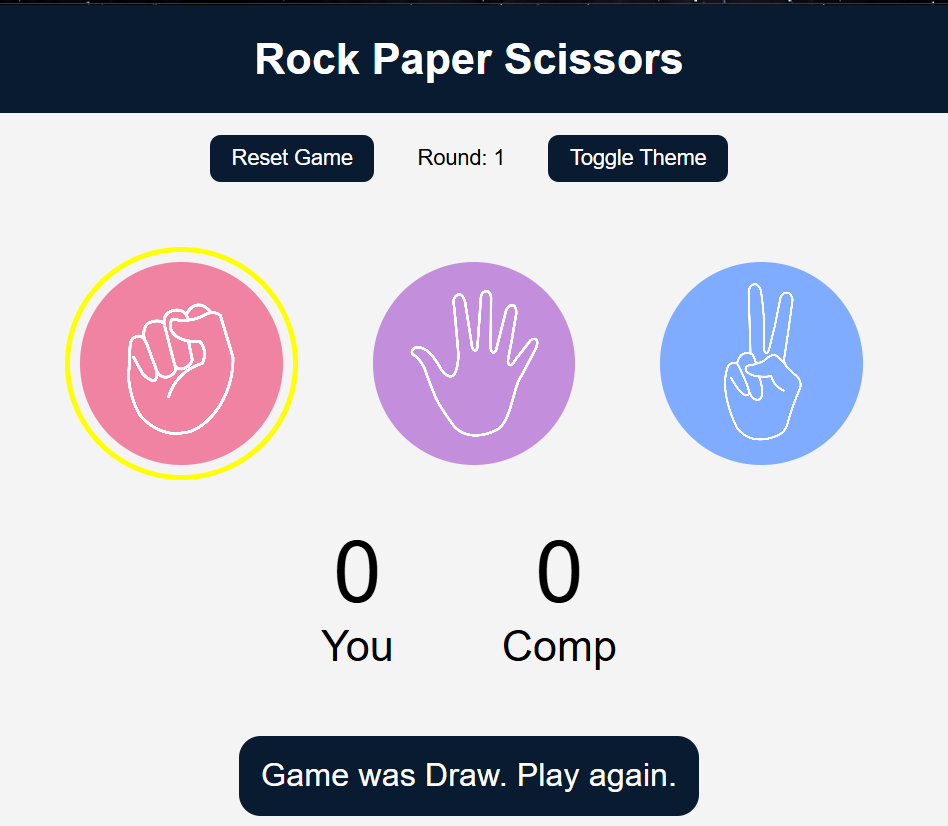 Rock Paper Scissors
Reset Game Round: 1 Toggle Theme
0 0
You Comp
Game was Draw. Play again.